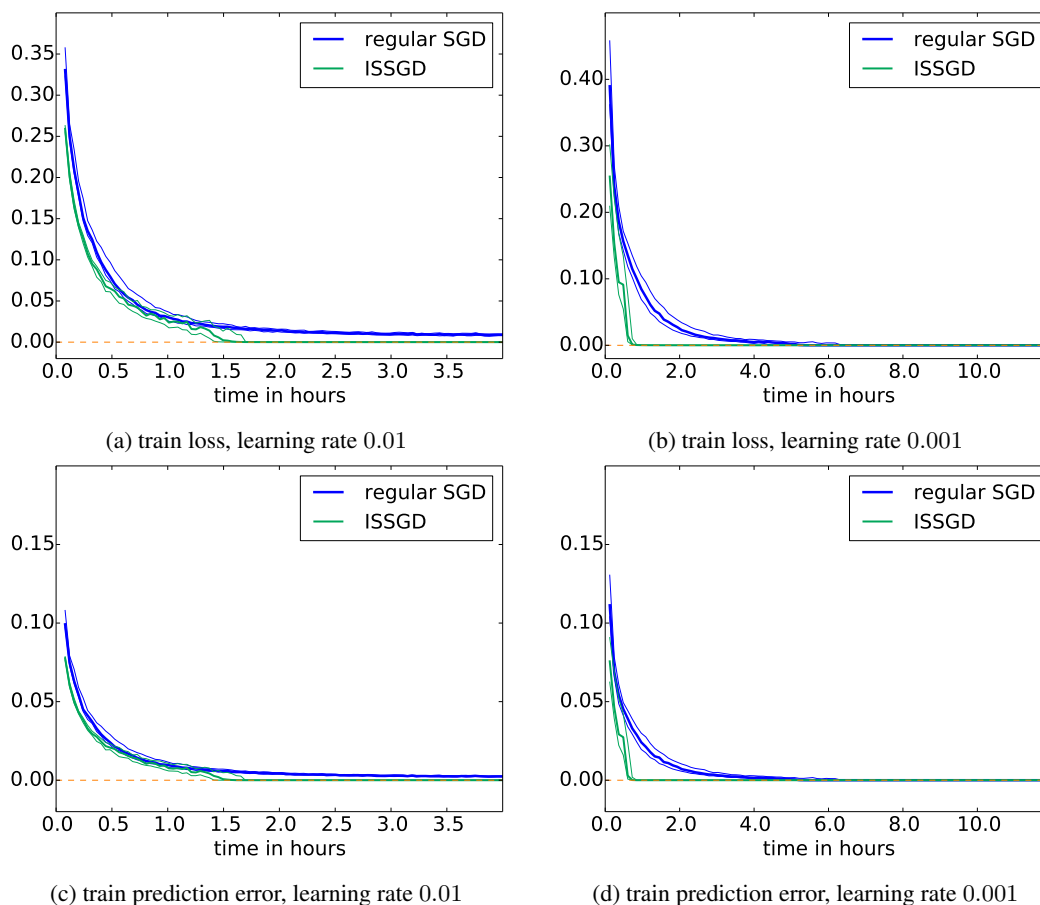 regular SGD
ISSGD
0.35
0.30
0.25
0.20
0.15
0.10
0.05
0.00
0.0 0.5 1.0 1.5 2.0 2.5 3.0 3.5
time in hours
(a) train loss, learning rate 0.01
regular SGD
ISSGD
0.40
0.30
0.20
0.10
0.00
0.0 2.0 4.0 6.0 8.0 10.0
time in hours
(b) train loss, learning rate 0.001
regular SGD
ISSGD
0.15
0.10
0.05
0.00
0.0 0.5 1.0 1.5 2.0 2.5 3.0 3.5
time in hours
(c) train prediction error, learning rate 0.01
regular SGD
ISSGD
0.15
0.10
0.05
0.00
0.0 2.0 4.0 6.0 8.0 10.0
time in hours
(d) train prediction error, learning rate 0.001